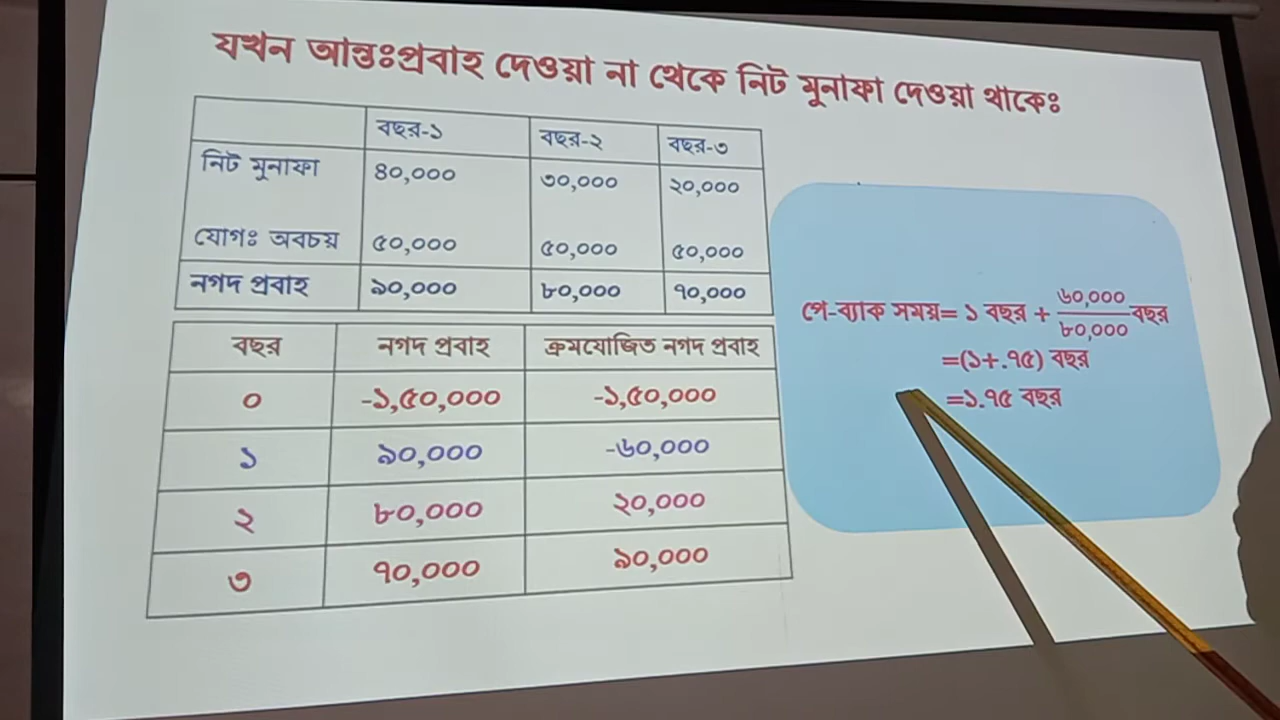 যখন আন্তঃপ্রবাহ দেওয়া না থেকে নিট মুনাফা দেওয়া থাকেঃ
বছর-১ বছর-২ বছর-৩
নিট মুনাফা ৪০,০০০ ৩০,০০০ ২০,০০০
যোগঃ অবচয় ৫০,০০০ ৫০,০০০ ৫০,০০০
নগদ প্রবাহ ৯০,০০০ ৮০,০০০ ৭০,০০০
বছর নগদ প্রবাহ ক্রমযোজিত নগদ প্রবাহ
০ -১,৫০,০০০ -১,৫০,০০০
১ ৯০,০০০ -৬০,০০০
২ ৮০,০০০ ২০,০০০
৩ ৭০,০০০ ৯০,০০০
পে-ব্যাক সময়= ১ বছর + ৬০,০০০/৮০,০০০ বছর
=(১+.৭৫) বছর
=১.৭৫ বছর